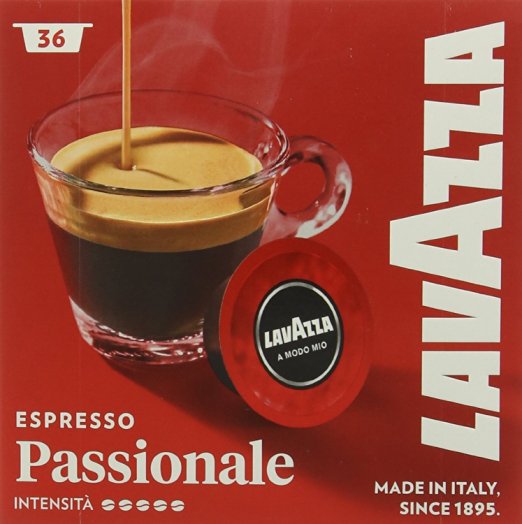 36
LAVAZZA
LAVAZZA
A MODO MIO
ESPRESSO
Passionale
INTENSITÀ
MADE IN ITALY,
SINCE 1895.